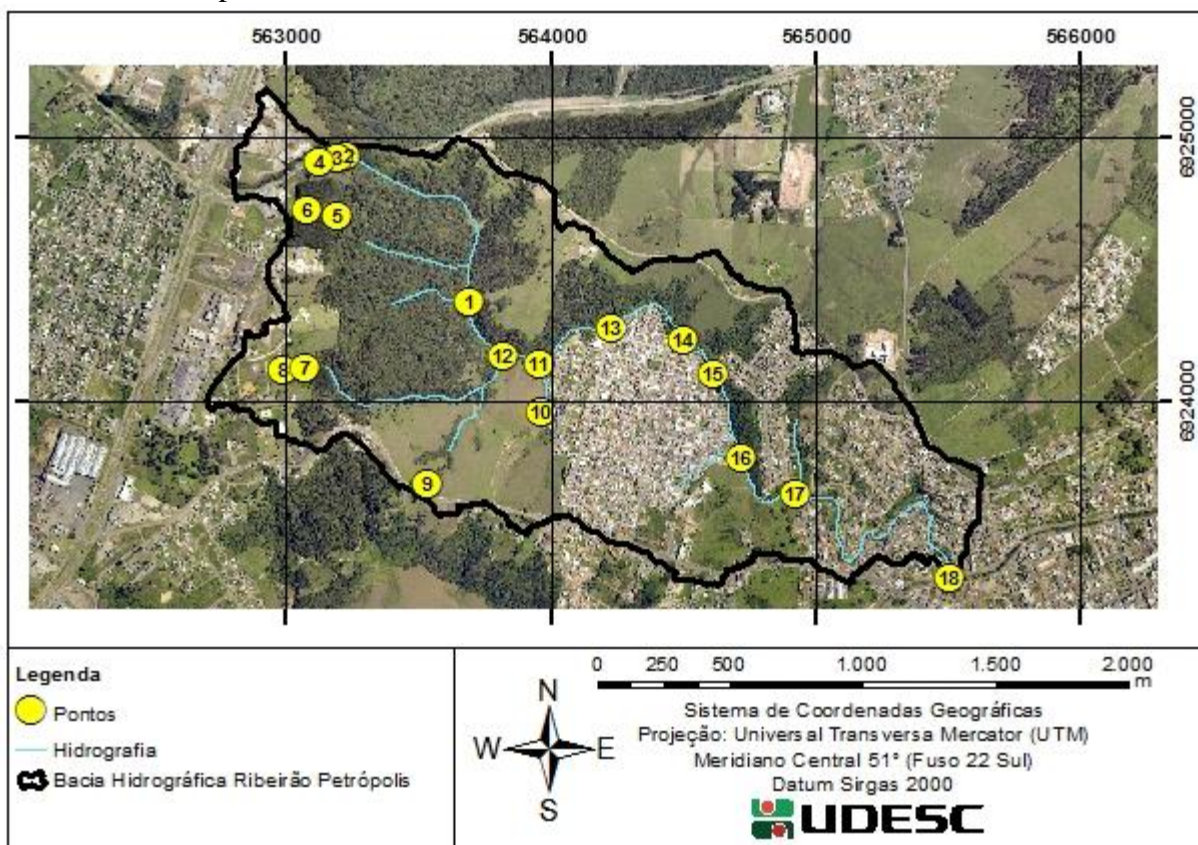 563000 564000 565000 566000
6925000
4 3 2
6 5
1
13
12 11 14
8 7 15
6924000
10
16
9 17
18
Legenda
Pontos
Hidrografia
Bacia Hidrográfica Ribeirão Petrópolis
N
W E
S
0 250 500 1.000 1.500 2.000
m
Sistema de Coordenadas Geográficas
Projeção: Universal Transversa Mercator (UTM)
Meridiano Central 51° (Fuso 22 Sul)
Datum Sirgas 2000
UDESC